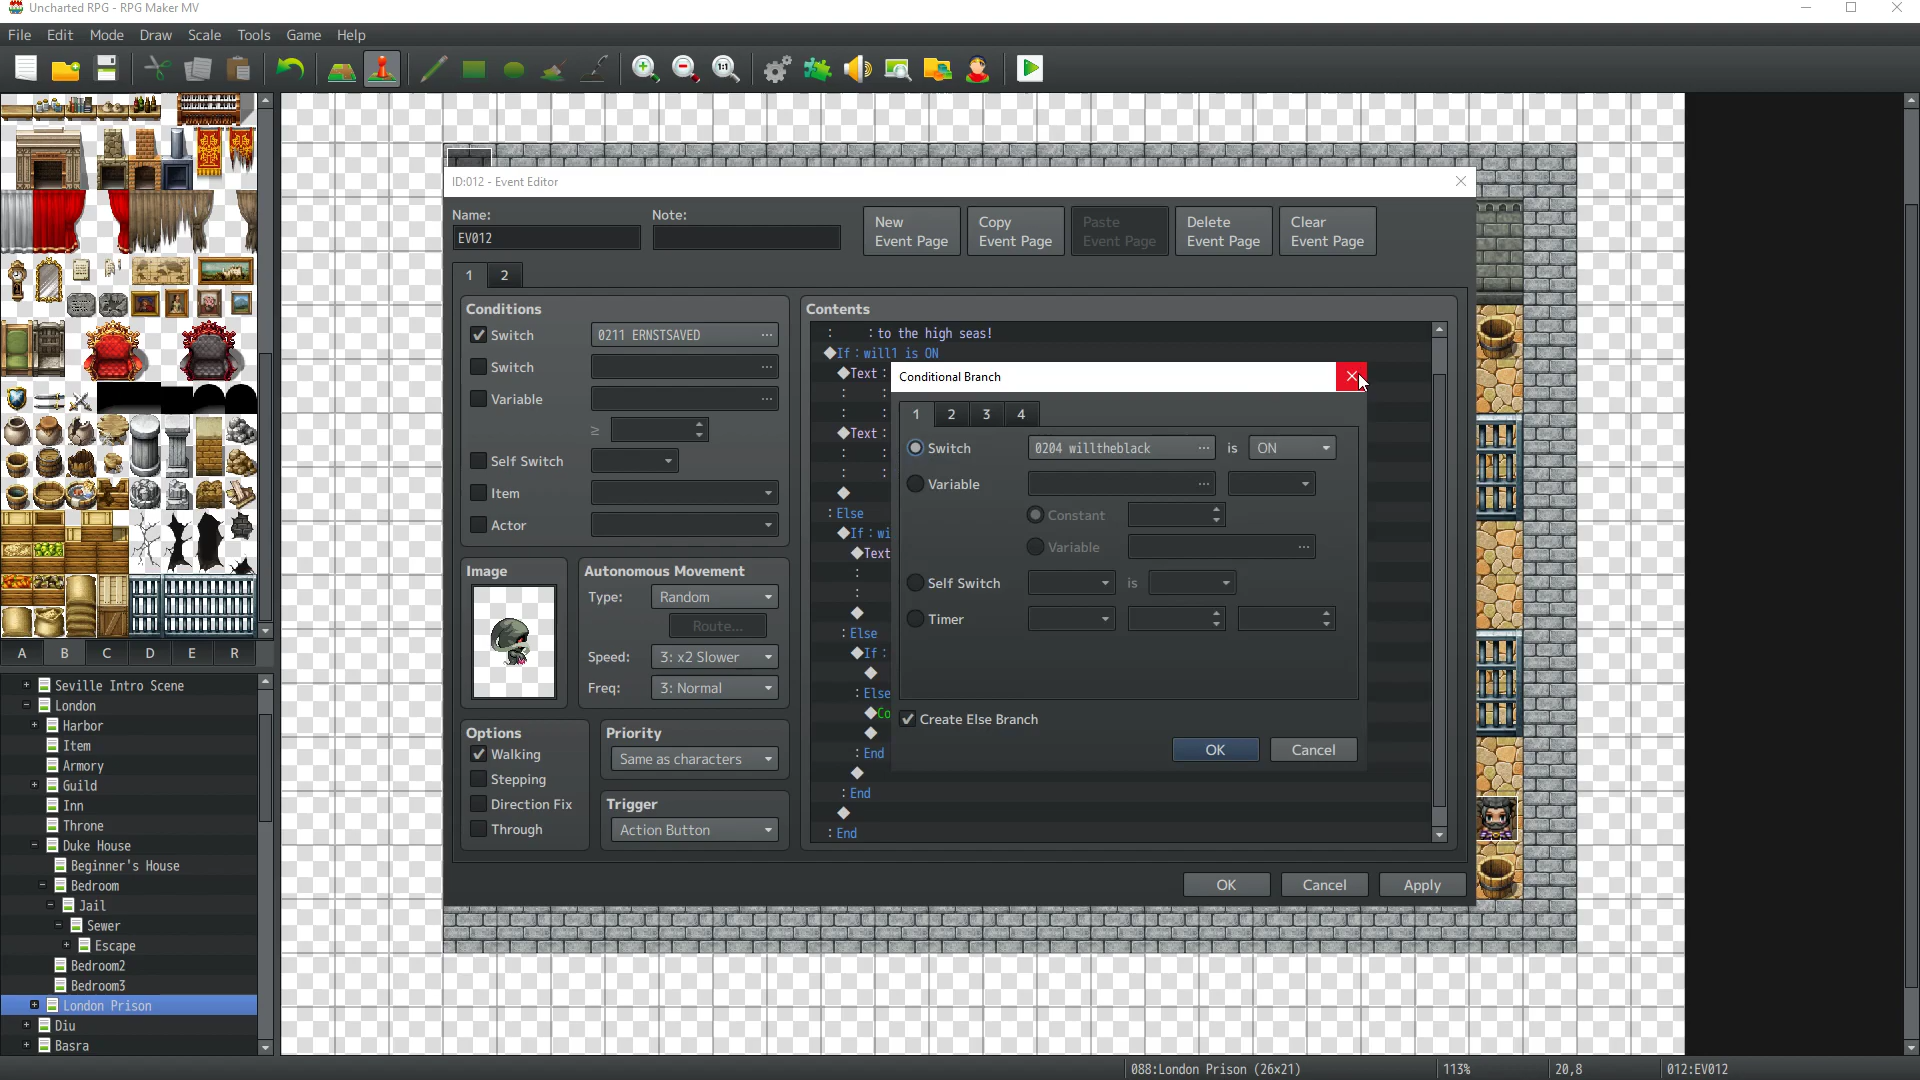 Uncharted RPG - RPG Maker MV
File Edit Mode Draw Scale Tools Game Help
1:1
ID:012 - Event Editor
Name:
Note:
EV012
New Event Page
Copy Event Page
Paste Event Page
Delete Event Page
Clear Event Page
1 2
Conditions
Switch 0211 ERNSTSAVED ...
Switch ...
Variable ...
≥
Self Switch
Item
Actor
Image
Autonomous Movement
Type: Random
Route...
Speed: 3: x2 Slower
Freq: 3: Normal
Options
Walking
Stepping
Direction Fix
Through
Priority
Same as characters
Trigger
Action Button
Contents
: : to the high seas!
◆If : will1 is ON
◆Text :
: :
: :
◆Text :
: :
: :
◆
: Else
◆If : wi
◆Text
:
:
◆
: Else
◆If :
◆
: Else
◆Co
◆
: End
◆
: End
◆
: End
Conditional Branch
1 2 3 4
Switch 0204 willtheblack ... is ON
Variable ...
Constant
Variable ...
Self Switch is
Timer
Create Else Branch
OK Cancel
OK Cancel Apply
A B C D E R
Seville Intro Scene
London
Harbor
Item
Armory
Guild
Inn
Throne
Duke House
Beginner's House
Bedroom
Jail
Sewer
Escape
Bedroom2
Bedroom3
London Prison
Diu
Basra
088:London Prison (26x21) 113% 20,8 012:EV012